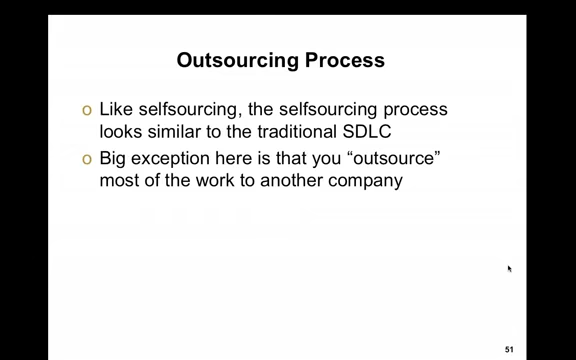 Outsourcing Process
o Like selfsourcing, the selfsourcing process
looks similar to the traditional SDLC
o Big exception here is that you “outsource”
most of the work to another company
51